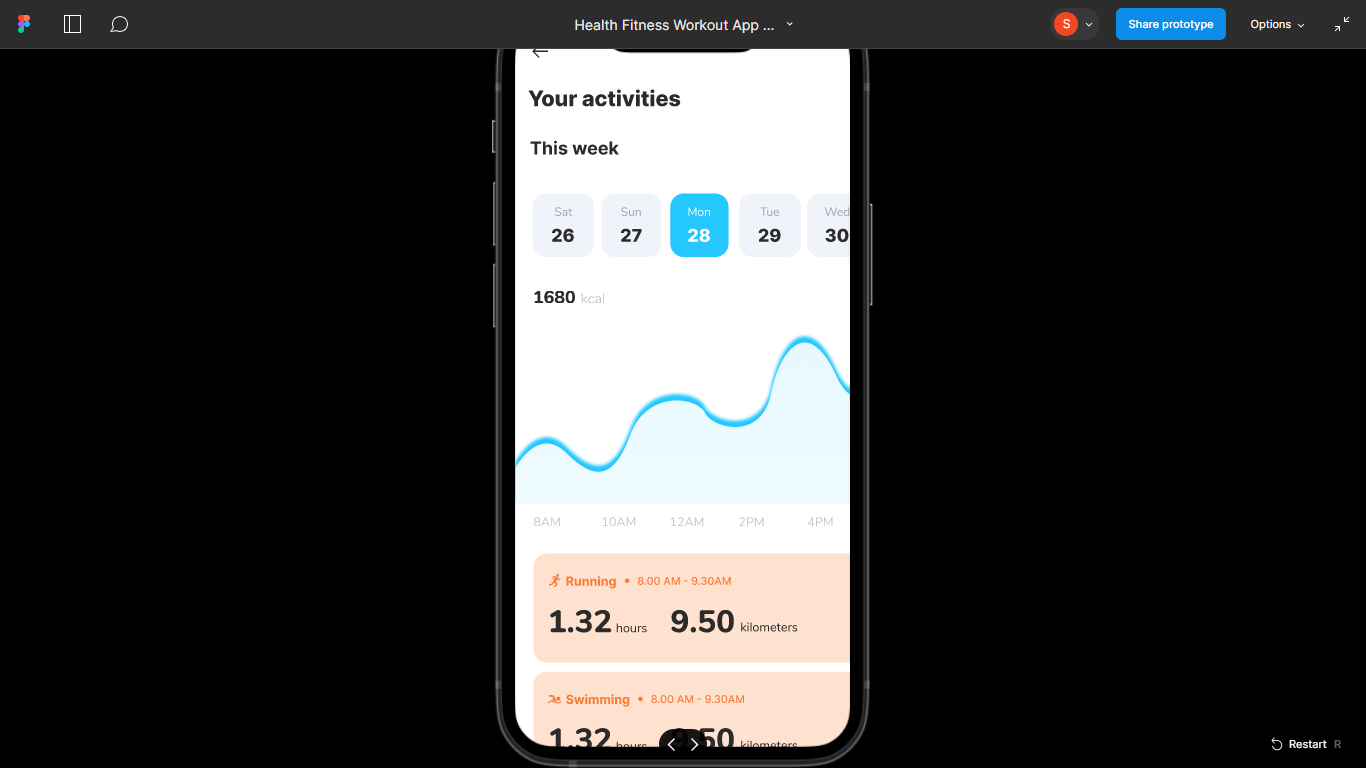 Health Fitness Workout App ...
S
Share prototype
Options
Your activities
This week
Sat Sun Mon Tue Wed
26 27 28 29 30
1680 kcal
8AM 10AM 12AM 2PM 4PM
Running • 8.00 AM - 9.30AM
1.32 hours 9.50 kilometers
Swimming • 8.00 AM - 9.30AM
1.32 hours 9.50 kilometers
Restart R